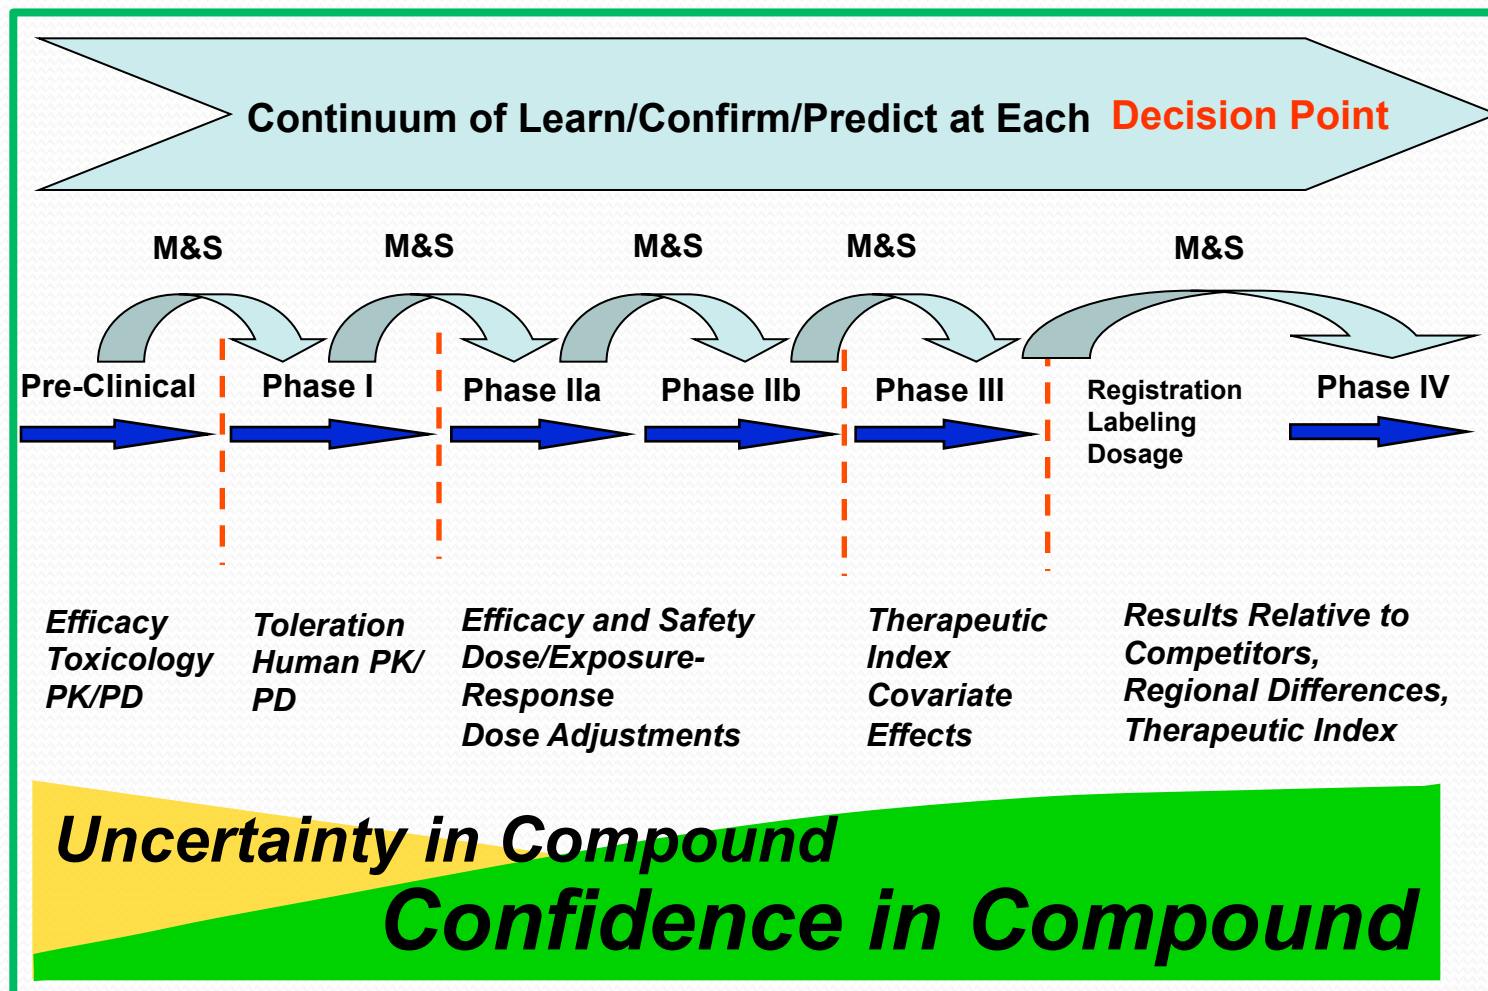 Continuum of Learn/Confirm/Predict at Each Decision Point
M&S
M&S
M&S
M&S
M&S
Pre-Clinical
Phase I
Phase IIa
Phase IIb
Phase III
Registration
Labeling
Dosage
Phase IV
Efficacy
Toxicology
PK/PD
Toleration
Human PK/
PD
Efficacy and Safety
Dose/Exposure-
Response
Dose Adjustments
Therapeutic
Index
Covariate
Effects
Results Relative to
Competitors,
Regional Differences,
Therapeutic Index
Uncertainty in Compound
Confidence in Compound